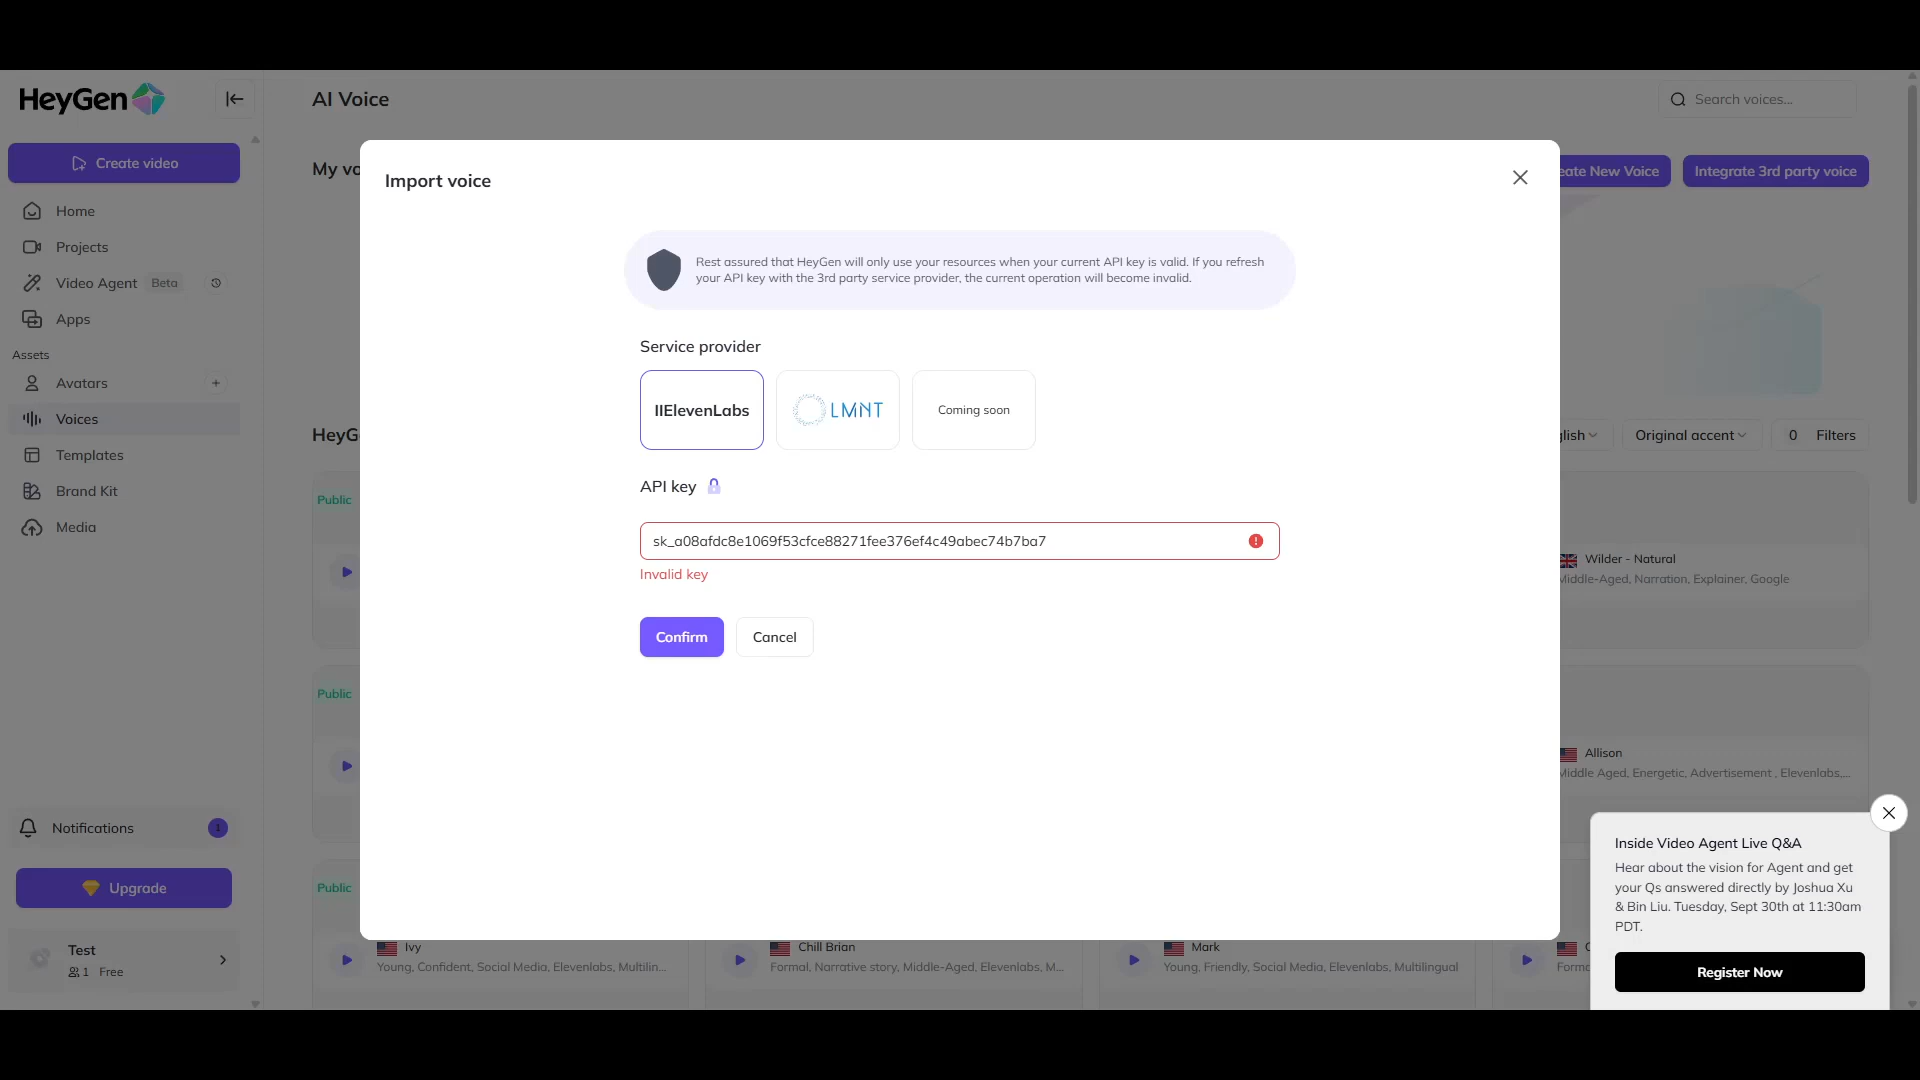 HeyGen
AI Voice
Search voices...
Create video
Home
Projects
Video Agent Beta
Apps
Assets
Avatars
Voices
Templates
Brand Kit
Media
Notifications 1
Upgrade
Test
1 Free
My vo
eate New Voice
Integrate 3rd party voice
HeyG
glish
Original accent
0 Filters
Import voice
Rest assured that HeyGen will only use your resources when your current API key is valid. If you refresh
your API key with the 3rd party service provider, the current operation will become invalid.
Service provider
IIElevenLabs
LMNT
Coming soon
API key
sk_a08afdc8e1069f53cfce88271fee376ef4c49abec74b7ba7
Invalid key
Confirm
Cancel
Public
Wilder - Natural
Middle-Aged, Narration, Explainer, Google
Public
Allison
Middle Aged, Energetic, Advertisement , Elevenlabs,...
Public
Ivy
Young, Confident, Social Media, Elevenlabs, Multilin...
Chill Brian
Formal, Narrative story, Middle-Aged, Elevenlabs, M...
Mark
Young, Friendly, Social Media, Elevenlabs, Multilingual
Inside Video Agent Live Q&A
Hear about the vision for Agent and get
your Qs answered directly by Joshua Xu
& Bin Liu. Tuesday, Sept 30th at 11:30am
PDT.
Register Now